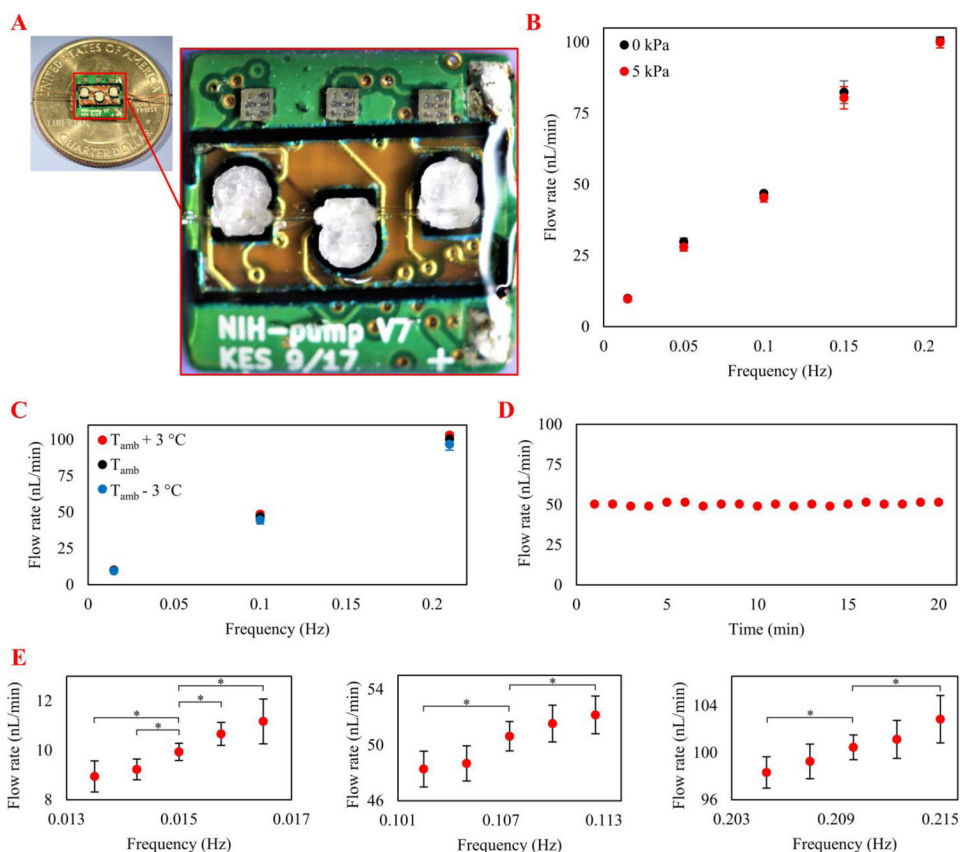 A
UNITED STATES OF AMERICA
QUARTER DOLLAR
NIH-pump V7
KES 9/17 +
B
Flow rate (nL/min)
100
75
50
25
0
0 kPa
5 kPa
0 0.05 0.1 0.15 0.2
Frequency (Hz)
C
Flow rate (nL/min)
100
75
50
25
0
T_amb + 3 °C
T_amb
T_amb - 3 °C
0 0.05 0.1 0.15 0.2
Frequency (Hz)
D
Flow rate (nL/min)
100
75
50
25
0
0 5 10 15 20
Time (min)
E
Flow rate (nL/min)
12
10
8
* * * *
0.013 0.015 0.017
Frequency (Hz)
Flow rate (nL/min)
54
50
46
* *
0.101 0.107 0.113
Frequency (Hz)
Flow rate (nL/min)
104
100
96
* *
0.203 0.209 0.215
Frequency (Hz)